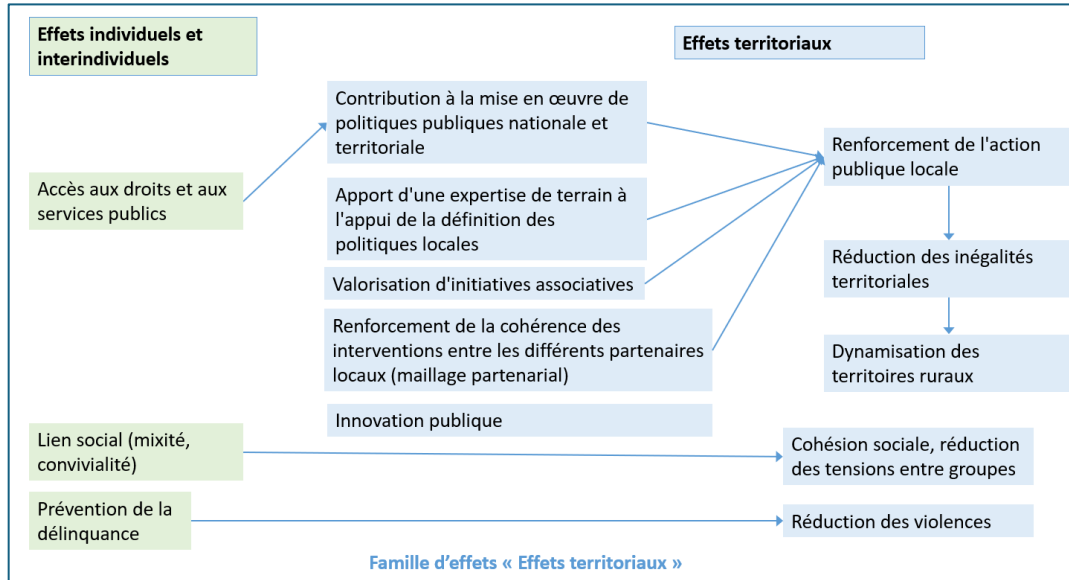 Effets individuels et
interindividuels
Effets territoriaux
Contribution à la mise en œuvre de
politiques publiques nationale et
territoriale
Renforcement de l'action
publique locale
Accès aux droits et aux
services publics
Apport d'une expertise de terrain à
l'appui de la définition des
politiques locales
Réduction des inégalités
territoriales
Valorisation d'initiatives associatives
Renforcement de la cohérence des
interventions entre les différents partenaires
locaux (maillage partenarial)
Dynamisation des
territoires ruraux
Innovation publique
Lien social (mixité,
convivialité)
Cohésion sociale, réduction
des tensions entre groupes
Prévention de la
délinquance
Réduction des violences
Famille d’effets « Effets territoriaux »